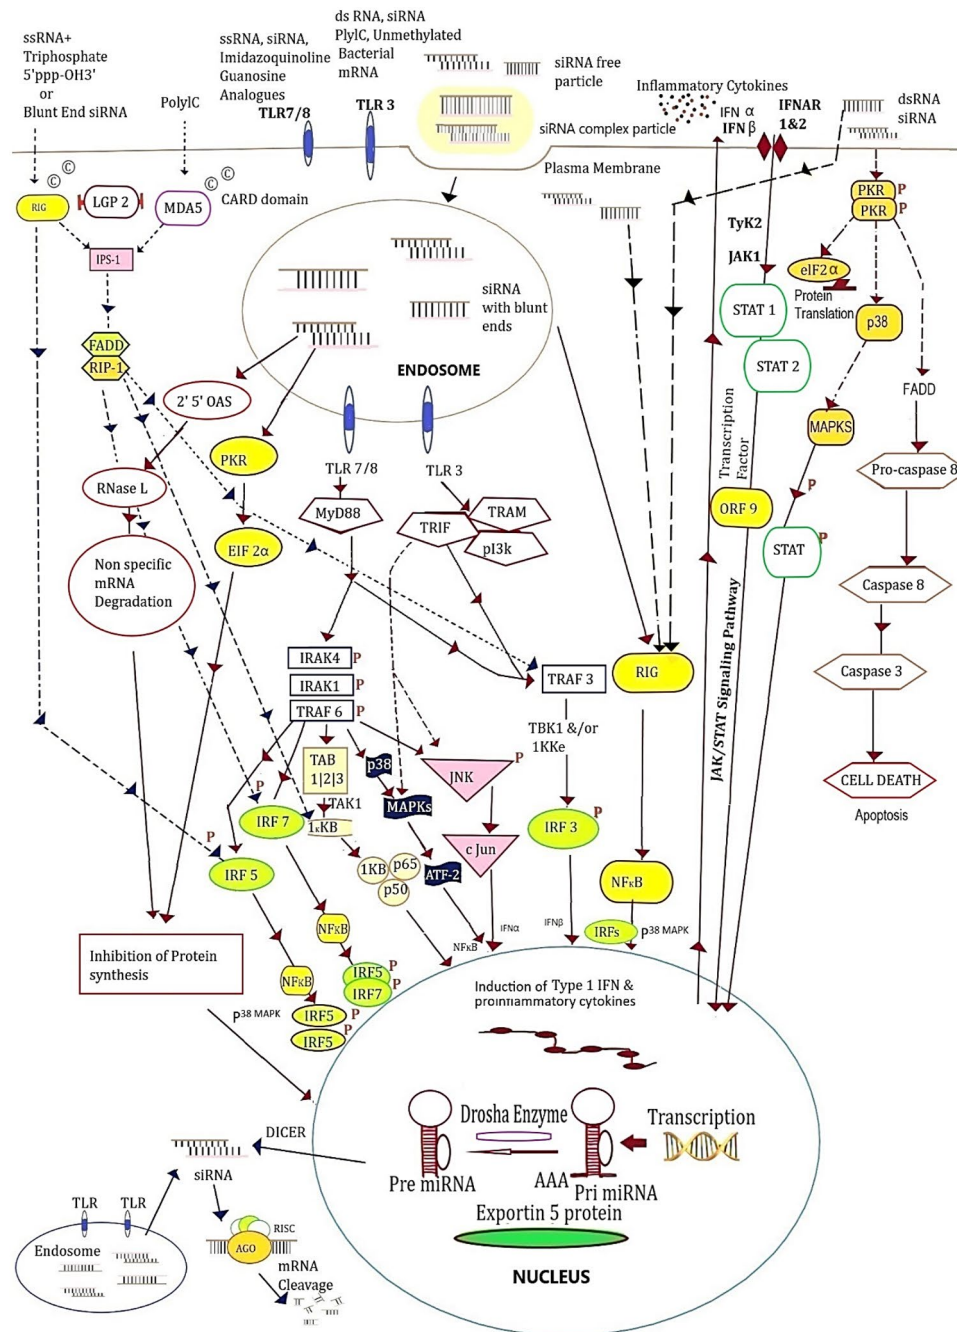 ssRNA+
Triphosphate
5'ppp-OH3'
or
Blunt End siRNA
PolylC
ssRNA, siRNA,
Imidazoquinoline
Guanosine
Analogues
TLR7/8
ds RNA, siRNA
PlylC, Unmethylated
Bacterial
mRNA
TLR 3
siRNA free
particle
siRNA complex particle
Inflammatory Cytokines
IFN α
IFN β
IFNAR
1&2
dsRNA
siRNA
Plasma Membrane
©
©
©
©
RIG
LGP 2
MDA5
CARD domain
IPS-1
FADD
RIP-1
siRNA
with blunt
ends
ENDOSOME
TyK2
JAK1
STAT 1
STAT 2
PKR P
PKR P
eIF2α
Protein
Translation
p38
FADD
MAPKS
P
STAT P
Pro-caspase 8
Caspase 8
Caspase 3
CELL DEATH
Apoptosis
Transcription
Factor
ORF 9
JAK/STAT Signaling Pathway
2' 5' OAS
PKR
RNase L
EIF 2α
Non specific
mRNA
Degradation
TLR 7/8
TLR 3
MyD88
TRIF
TRAM
pI3k
IRAK4 P
IRAK1
TRAF 6 P
TRAF 3
RIG
TBK1 &/or
1KKe
TAB
1|2|3
TAK1
p38
MAPKs
JNK P
P
IRF 7
1κKB
1KB
p65
p50
ATF-2
c Jun
IRF 3 P
P
IRF 5
NFκB
NFκB
IFNα
IFNβ
NFκB
IRFs
P38 MAPK
Inhibition of Protein
synthesis
NFκB
IRF5 P
IRF7 P
P38 MAPK
IRF5 P
IRF5 P
Induction of Type 1 IFN &
proinnamatory cytokines
Drosha Enzyme
Transcription
Pre miRNA
AAA
Pri miRNA
Exportin 5 protein
NUCLEUS
DICER
siRNA
TLR
TLR
Endosome
RISC
AGO
mRNA
Cleavage